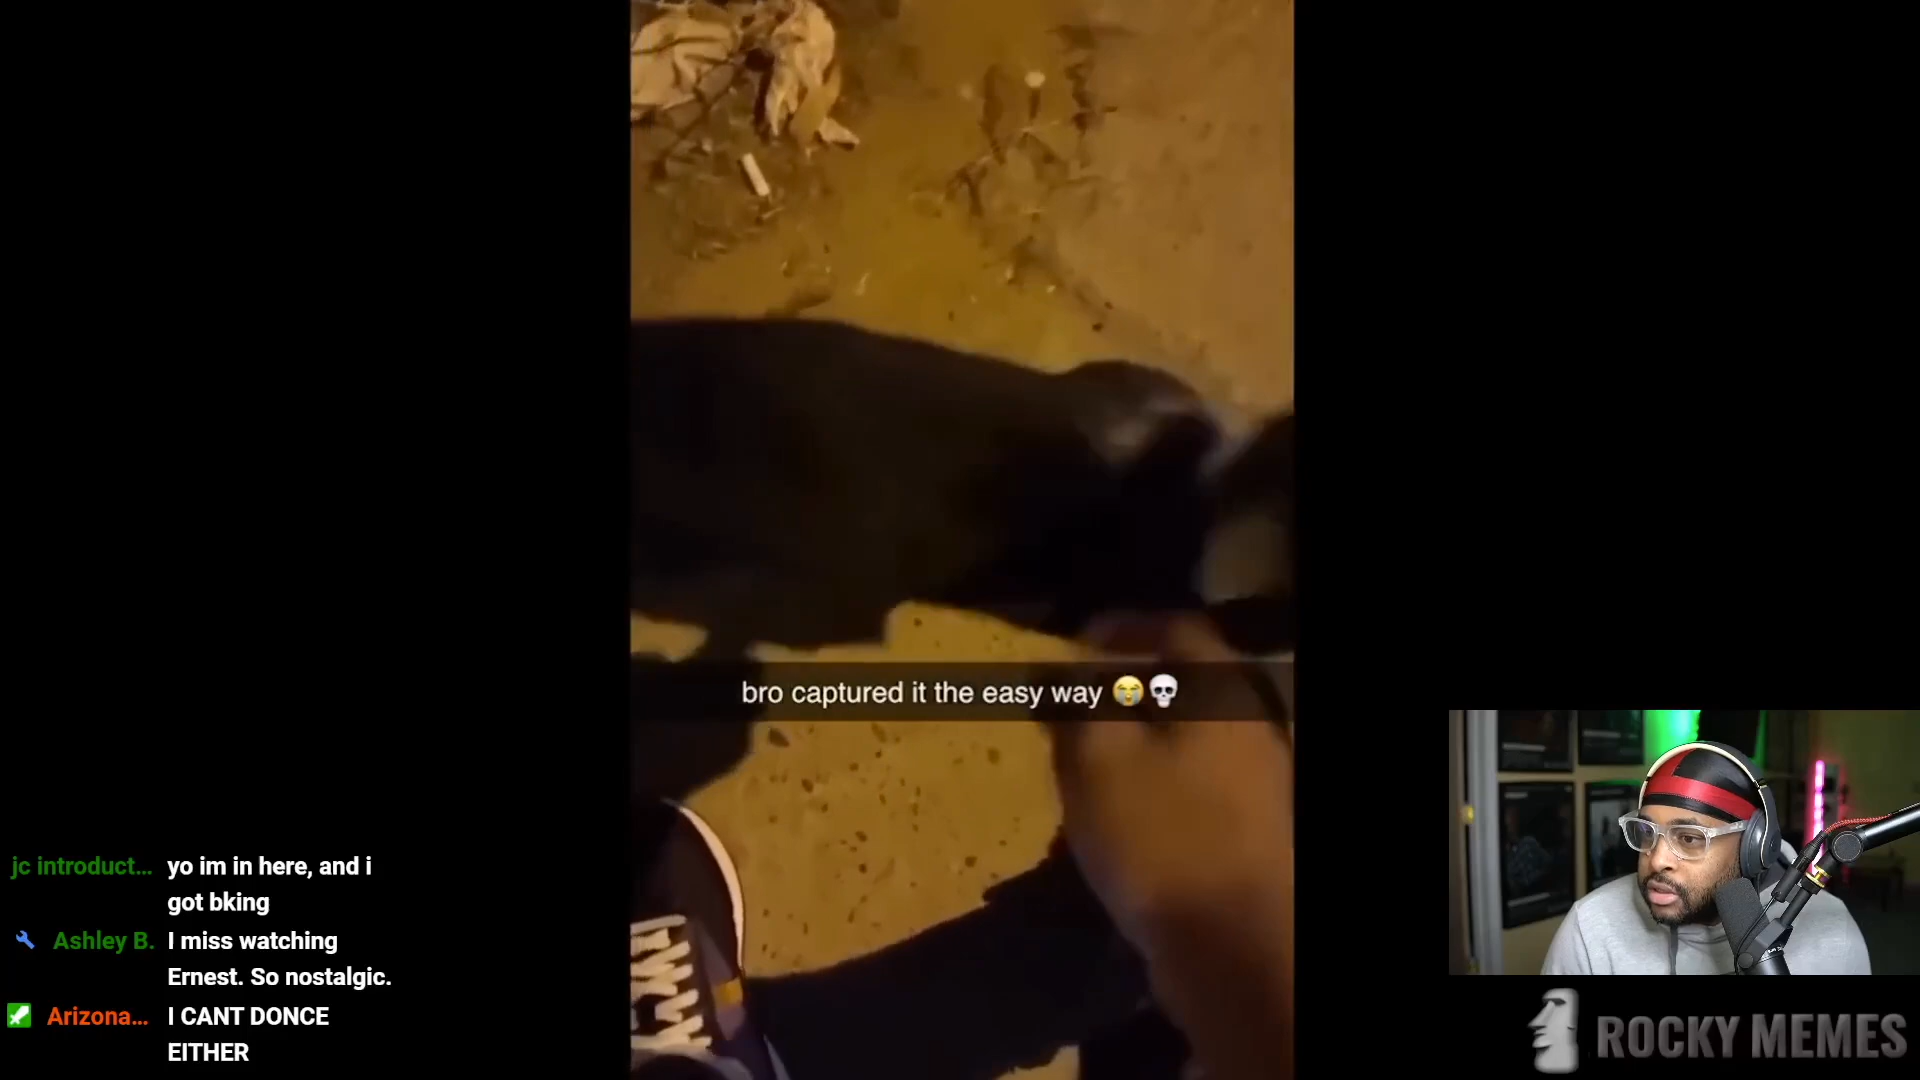 bro captured it the easy way 😭💀
jc introduct... yo im in here, and i
got bking
Ashley B. I miss watching
Ernest. So nostalgic.
Arizona... I CANT DONCE
EITHER
ROCKY MEMES